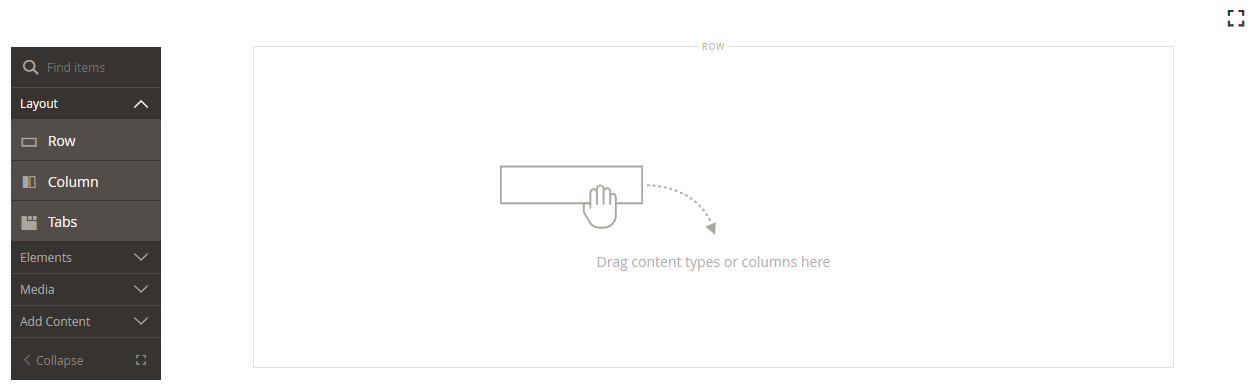 Find items
Layout
Row
Column
Tabs
Elements
Media
Add Content
Collapse
ROW
Drag content types or columns here